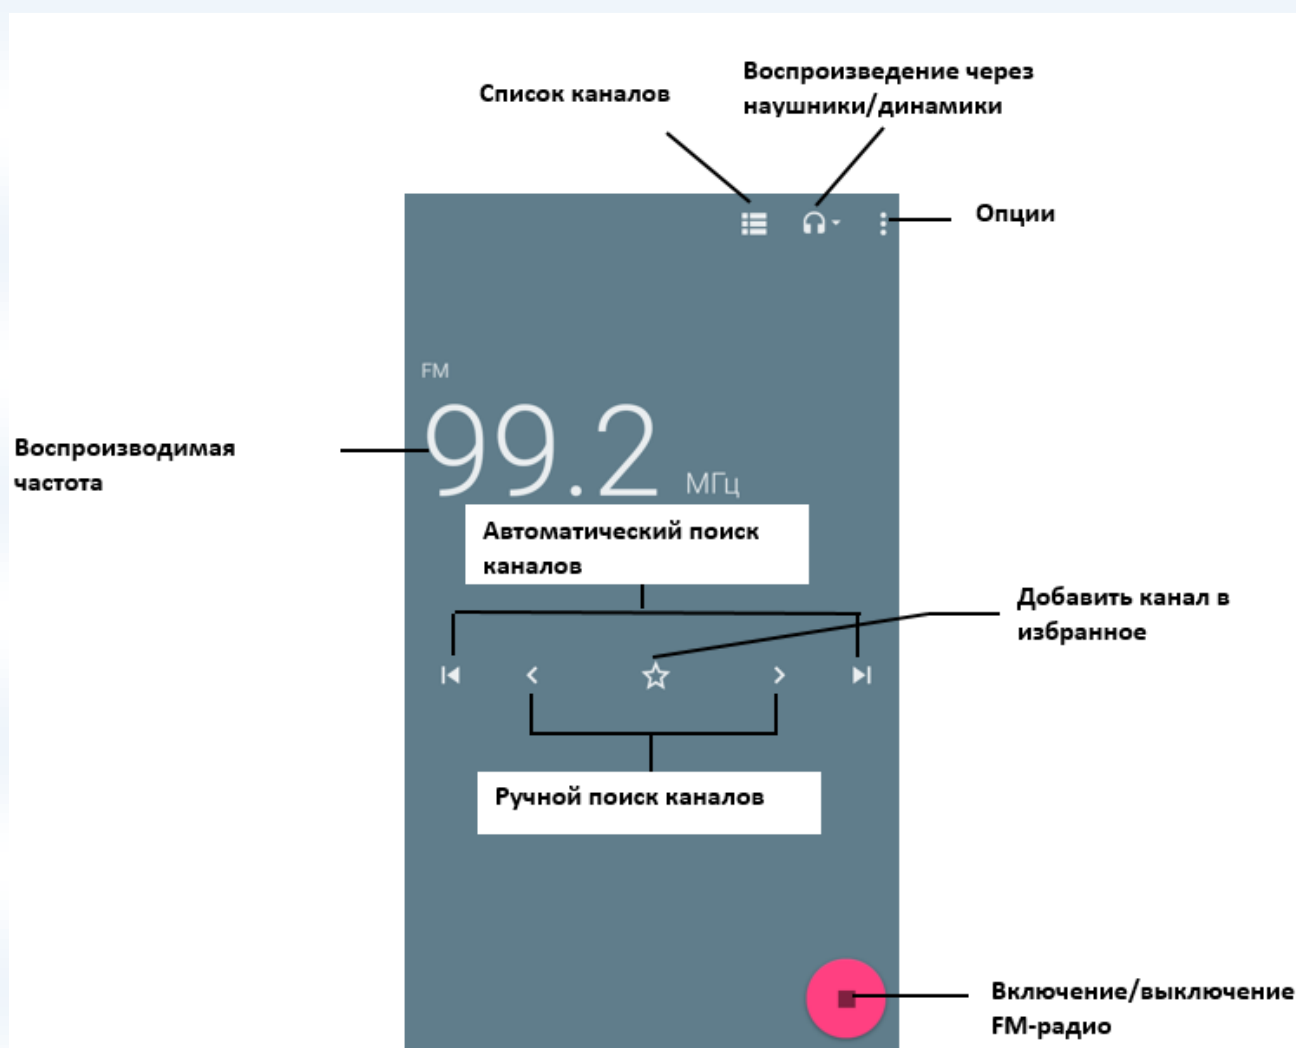 Список каналов
Воспроизведение через
наушники/динамики
Опции
FM
99.2 МГц
Воспроизводимая
частота
Автоматический поиск
каналов
Добавить канал в
избранное
Ручной поиск каналов
Включение/выключение
FM-радио